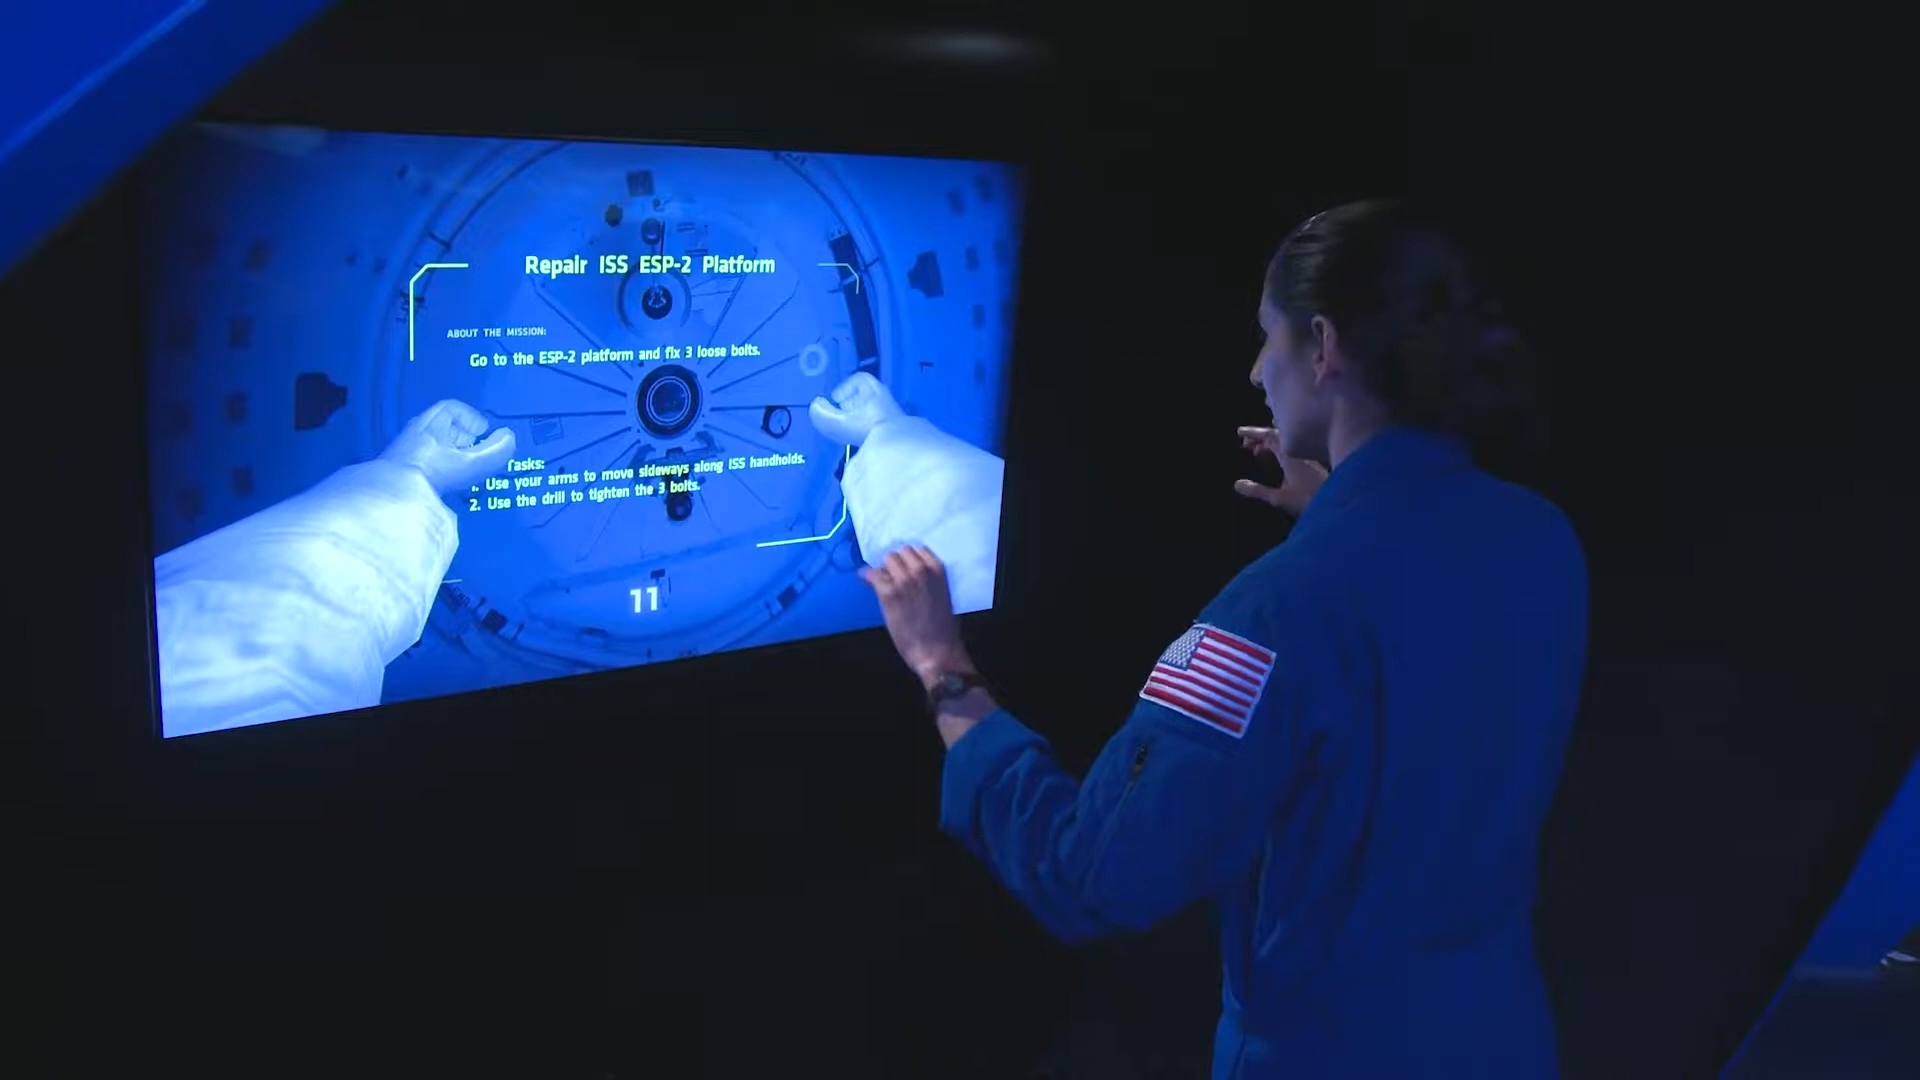 Repair ISS ESP-2 Platform
ABOUT THE MISSION:
Go to the ESP-2 platform and fix 3 loose bolts.
Tasks:
. Use your arms to move sideways along ISS handholds.
2. Use the drill to tighten the 3 bolts.
11